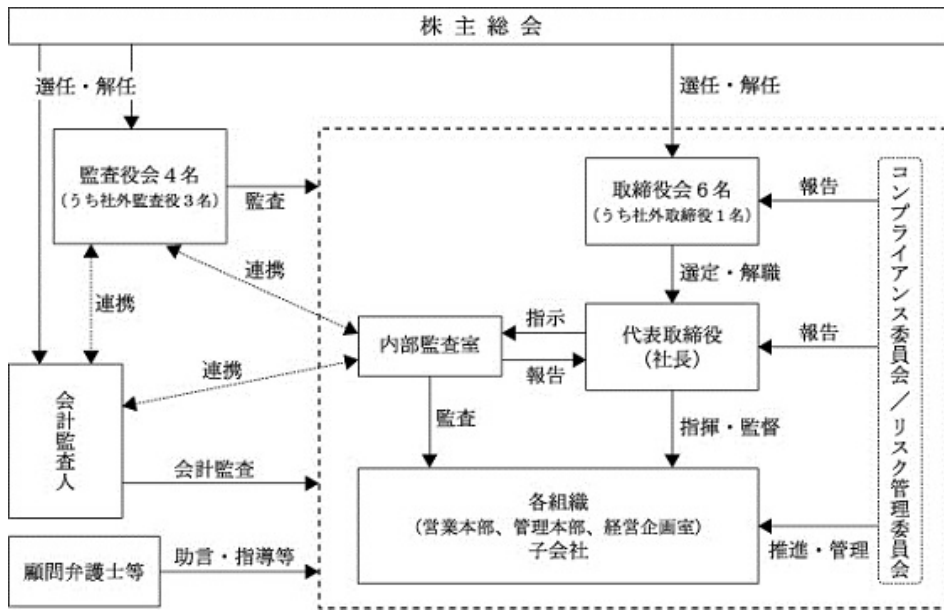 株主総会
選任・解任
選任・解任
監査役会4名
(うち社外監査役3名)
監査
取締役会6名
(うち社外取締役1名)
報告
連携
連携
選定・解職
内部監査室
指示
報告
代表取締役
(社長)
報告
連携
会計監査人
監査
指揮・監督
会計監査
各組織
(営業本部、管理本部、経営企画室)
子会社
推進・管理
コンプライアンス委員会/リスク管理委員会
顧問弁護士等
助言・指導等